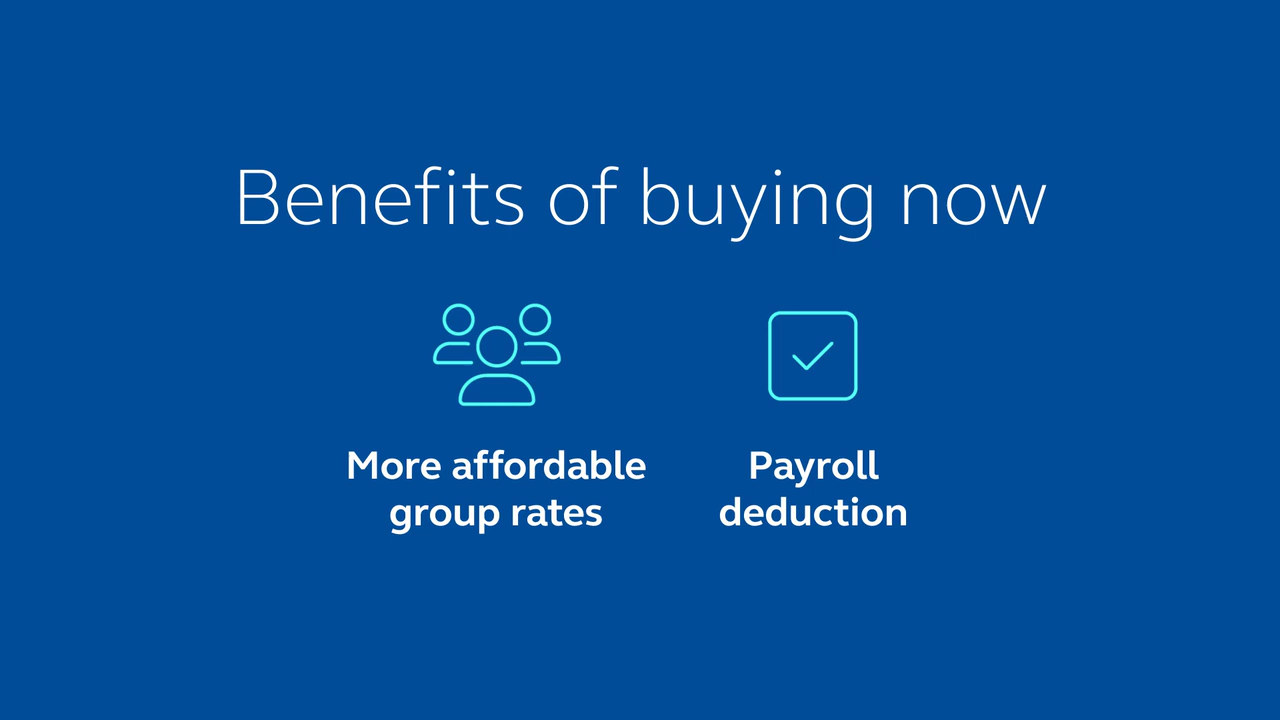 Benefits of buying now
More affordable
group rates
Payroll
deduction